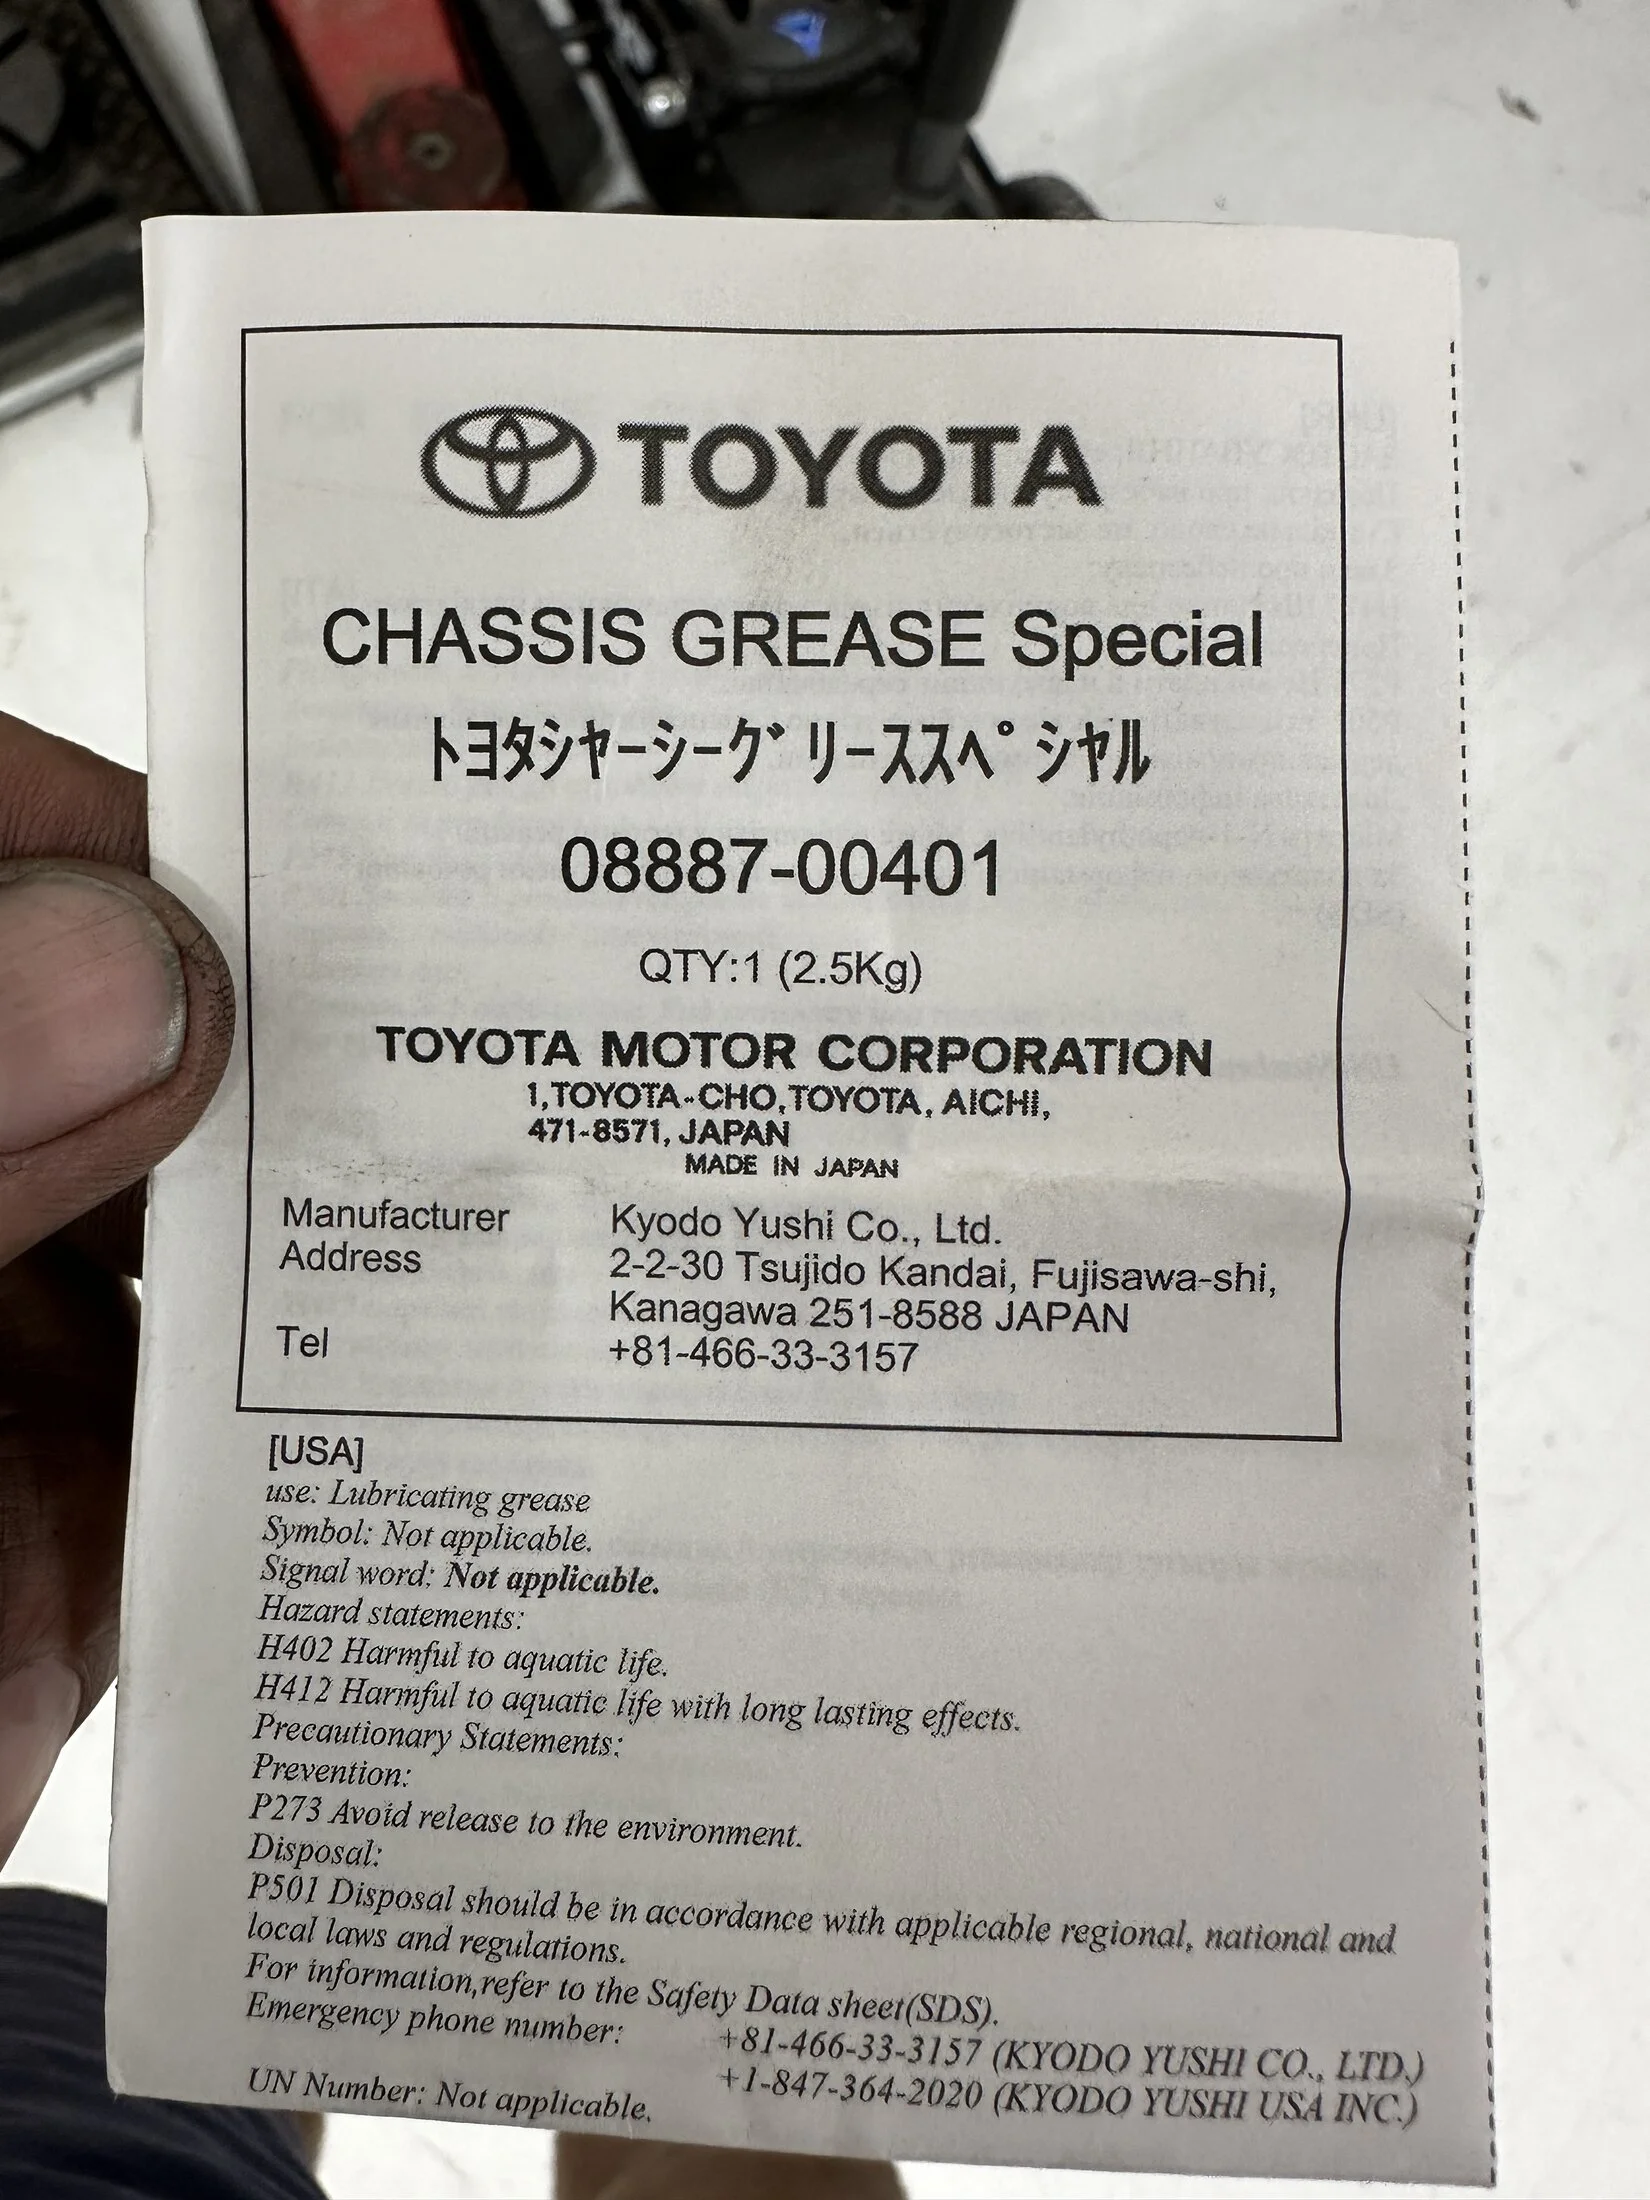 TOYOTA
CHASSIS GREASE Special
ﾄﾖﾀｼﾔｰｼｰｸﾞﾘｰｽｽﾍﾟｼﾔﾙ
08887-00401
QTY:1 (2.5Kg)
TOYOTA MOTOR CORPORATION
1,TOYOTA-CHO,TOYOTA, AICHI,
471-8571, JAPAN
MADE IN JAPAN
Manufacturer Kyodo Yushi Co., Ltd.
Address 2-2-30 Tsujido Kandai, Fujisawa-shi,
Kanagawa 251-8588 JAPAN
Tel +81-466-33-3157
[USA]
use: Lubricating grease
Symbol: Not applicable.
Signal word: Not applicable.
Hazard statements:
H402 Harmful to aquatic life.
H412 Harmful to aquatic life with long lasting effects.
Precautionary Statements:
Prevention:
P273 Avoid release to the environment.
Disposal:
P501 Disposal should be in accordance with applicable regional, national and
local laws and regulations.
For information,refer to the Safety Data sheet(SDS).
Emergency phone number: +81-466-33-3157 (KYODO YUSHI CO., LTD.)
+1-847-364-2020 (KYODO YUSHI USA INC.)
UN Number: Not applicable.